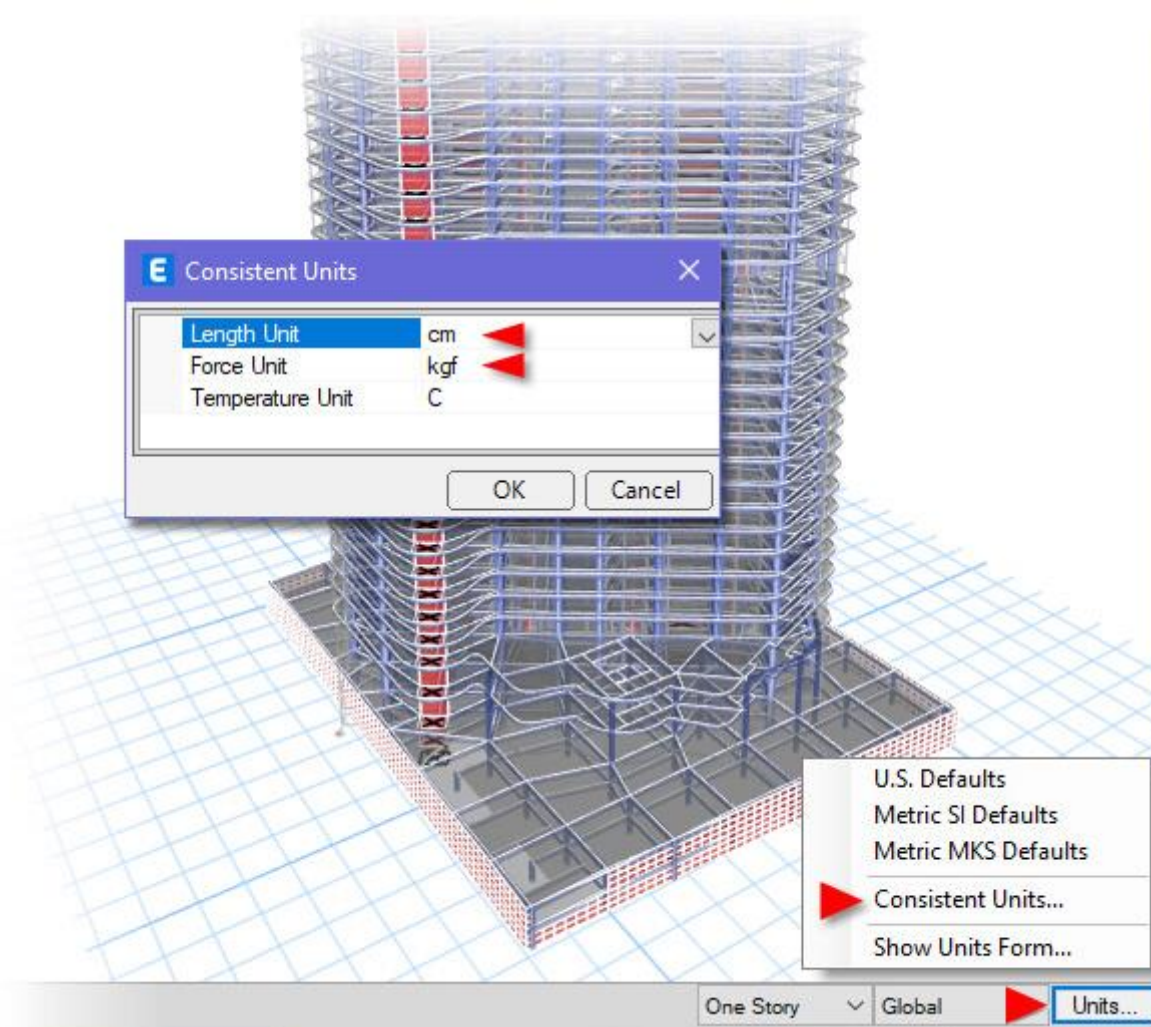 E Consistent Units
Length Unit cm
Force Unit kgf
Temperature Unit C
OK Cancel
U.S. Defaults
Metric SI Defaults
Metric MKS Defaults
Consistent Units...
Show Units Form...
One Story Global Units...